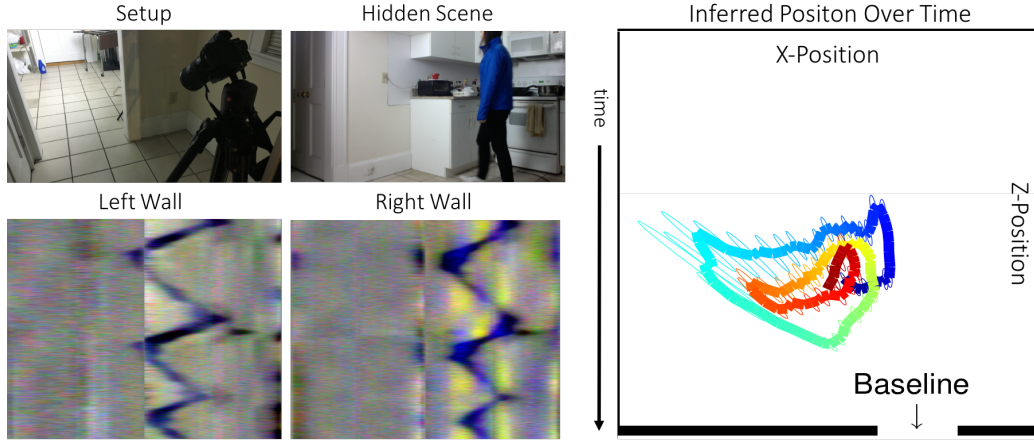 Setup
Hidden Scene
Inferred Positon Over Time
X-Position
time
Z-Position
Left Wall
Right Wall
Baseline